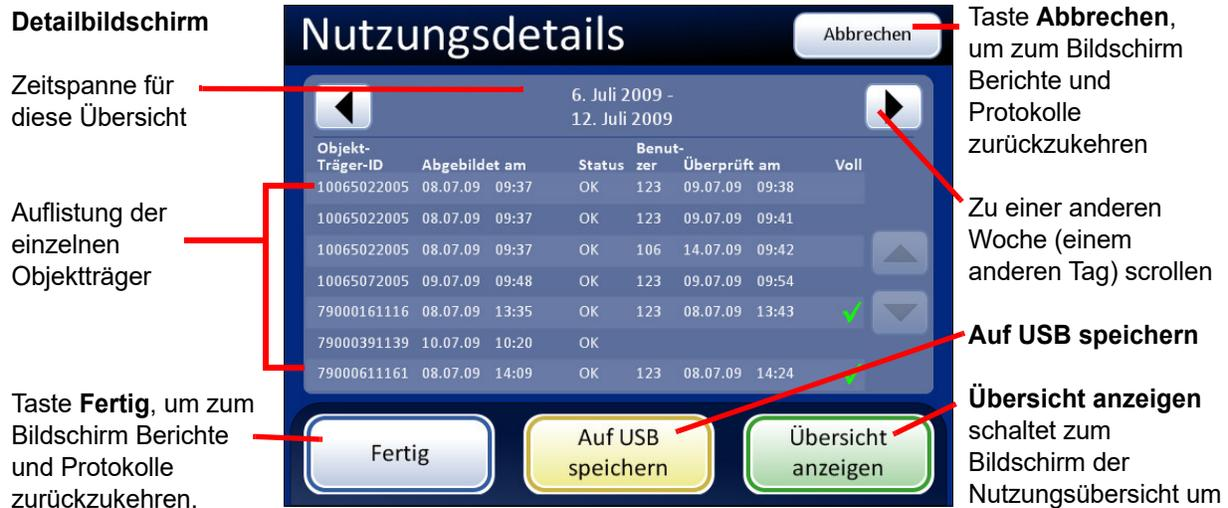 Detailbildschirm
Zeitspanne für
diese Übersicht
Auflistung der
einzelnen
Objektträger
Taste Fertig, um zum
Bildschirm Berichte
und Protokolle
zurückzukehren.
Nutzungsdetails
Abbrechen
6. Juli 2009 -
12. Juli 2009
Objekt-
Träger-ID Abgebildet am Status Benut-
zer Überprüft am Voll
10065022005 08.07.09 09:37 OK 123 09.07.09 09:38
10065022005 08.07.09 09:37 OK 123 09.07.09 09:41
10065022005 08.07.09 09:37 OK 106 14.07.09 09:42
10065072005 09.07.09 09:48 OK 123 09.07.09 09:54
79000161116 08.07.09 13:35 OK 123 08.07.09 13:43 ✓
79000391139 10.07.09 10:20 OK
79000611161 08.07.09 14:09 OK 123 08.07.09 14:24 ✓
Fertig
Auf USB
speichern
Übersicht
anzeigen
Taste Abbrechen,
um zum Bildschirm
Berichte und
Protokolle
zurückzukehren
Zu einer anderen
Woche (einem
anderen Tag) scrollen
Auf USB speichern
Übersicht anzeigen
schaltet zum
Bildschirm der
Nutzungsübersicht um